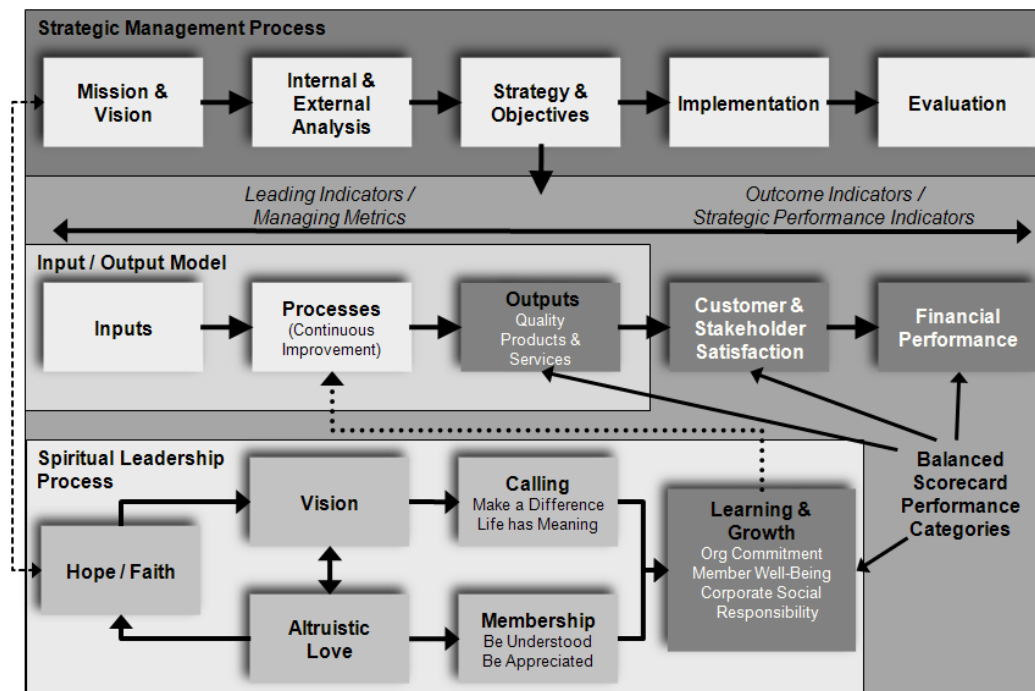 Strategic Management Process
Mission &
Vision
Internal &
External
Analysis
Strategy &
Objectives
Implementation
Evaluation
Leading Indicators /
Managing Metrics
Outcome Indicators /
Strategic Performance Indicators
Input / Output Model
Inputs
Processes
(Continuous
Improvement)
Outputs
Quality
Products &
Services
Customer &
Stakeholder
Satisfaction
Financial
Performance
Spiritual Leadership
Process
Hope / Faith
Vision
Altruistic
Love
Calling
Make a Difference
Life has Meaning
Membership
Be Understood
Be Appreciated
Learning &
Growth
Org Commitment
Member Well-Being
Corporate Social
Responsibility
Balanced
Scorecard
Performance
Categories